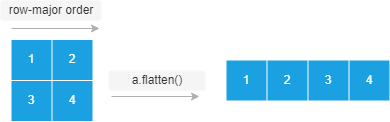 row-major order
1 2
3 4
a.flatten()
1 2 3 4